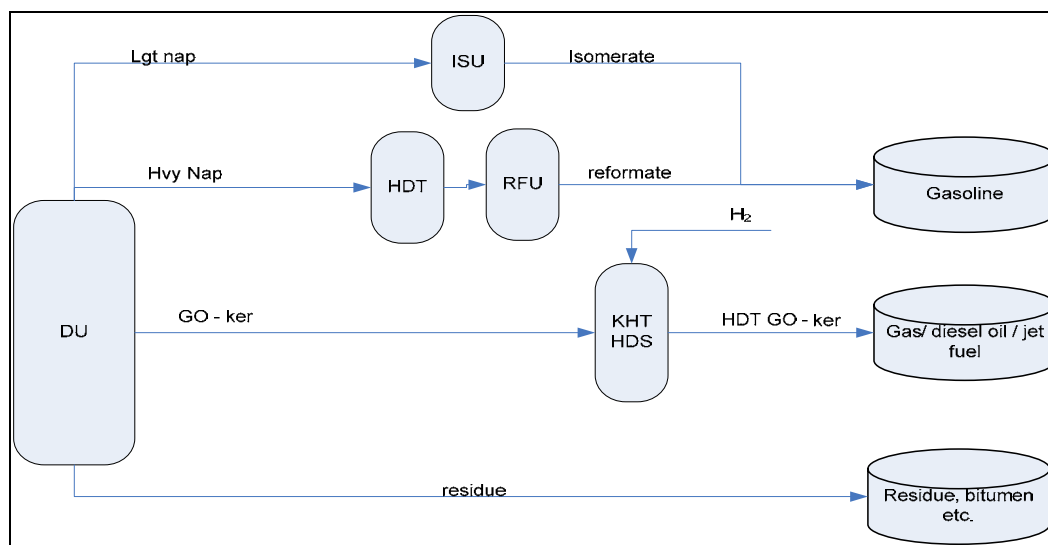 Lgt nap
ISU
Isomerate
Hvy Nap
HDT
RFU
reformate
Gasoline
H₂
DU
GO - ker
KHT
HDS
HDT GO - ker
Gas/ diesel oil / jet
fuel
residue
Residue, bitumen
etc.